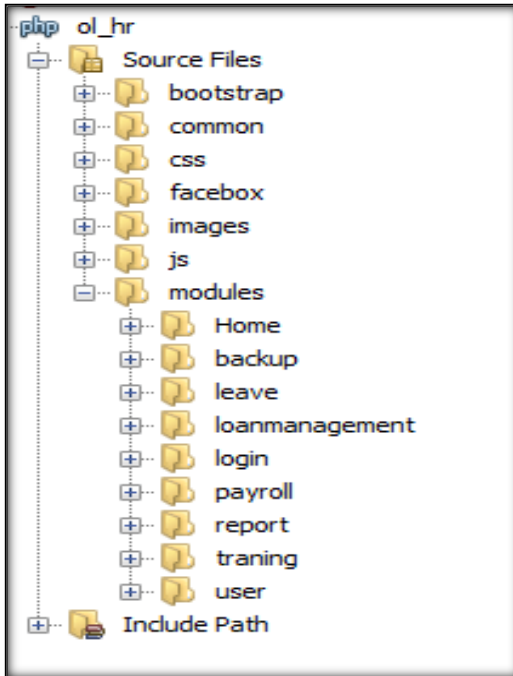 php ol_hr
Source Files
bootstrap
common
css
facebox
images
js
modules
Home
backup
leave
loanmanagement
login
payroll
report
traning
user
Include Path